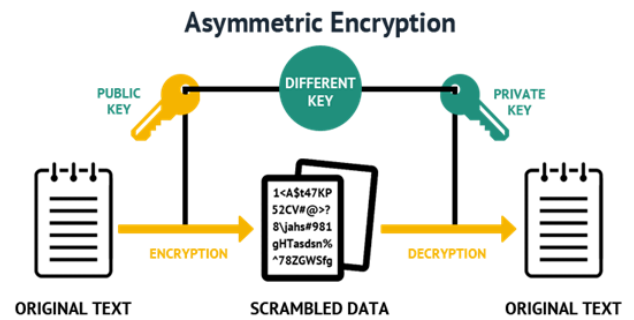 Asymmetric Encryption
PUBLIC
KEY
DIFFERENT
KEY
PRIVATE
KEY
1<A$t47KP
52CV#@>?
8\jahs#981
gHTasdsn%
^78ZGWSfg
ENCRYPTION
DECRYPTION
ORIGINAL TEXT
SCRAMBLED DATA
ORIGINAL TEXT